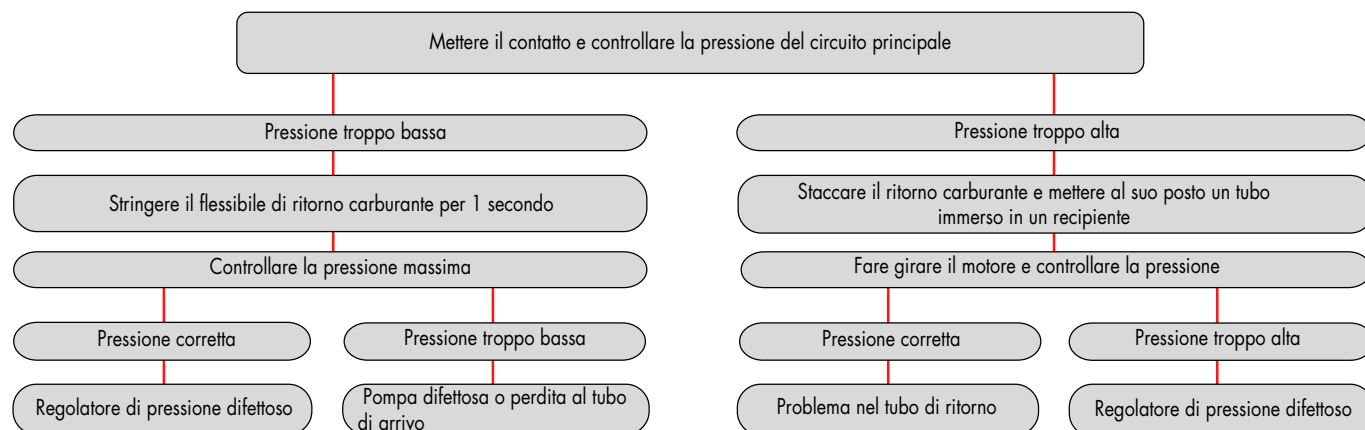 Mettere il contatto e controllare la pressione del circuito principale
Pressione troppo bassa
Pressione troppo alta
Stringere il flessibile di ritorno carburante per 1 secondo
Staccare il ritorno carburante e mettere al suo posto un tubo
immerso in un recipiente
Controllare la pressione massima
Fare girare il motore e controllare la pressione
Pressione corretta
Pressione troppo bassa
Pressione corretta
Pressione troppo alta
Regolatore di pressione difettoso
Pompa difettosa o perdita al tubo
di arrivo
Problema nel tubo di ritorno
Regolatore di pressione difettoso